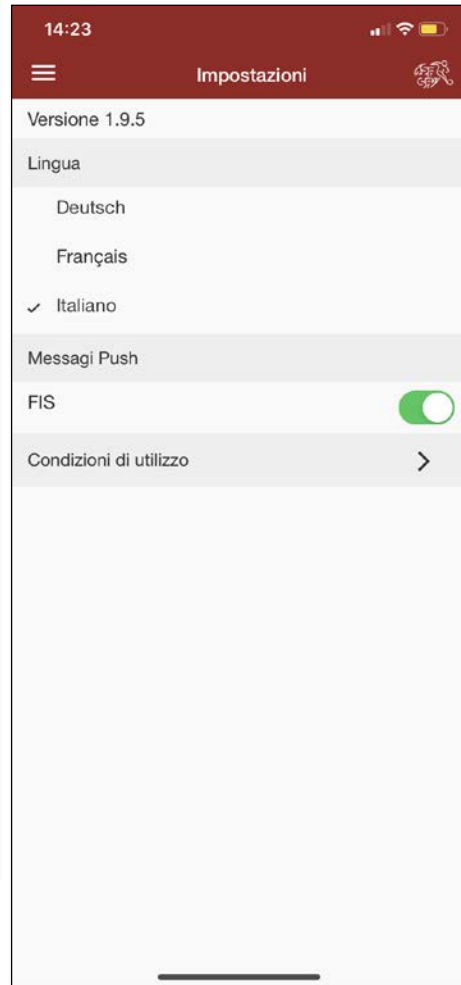 14:23
Impostazioni
Versione 1.9.5
Lingua
Deutsch
Français
Italiano
Messagi Push
FIS
Condizioni di utilizzo